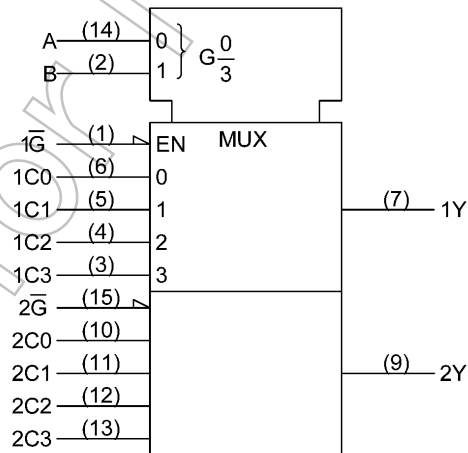 A (14) 0 } G 0/3
B (2) 1
1G̅ (1) EN MUX
1C0 (6) 0
1C1 (5) 1 (7) 1Y
1C2 (4) 2
1C3 (3) 3
2G̅ (15)
2C0 (10)
2C1 (11) (9) 2Y
2C2 (12)
2C3 (13)
or